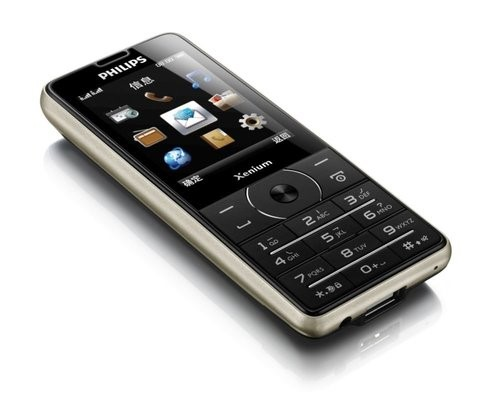 PHILIPS
信息
确定
返回
Xenium
1 QD
2 ABC
3 DEF
4 GHI
5 JKL
6 MNO
7 PQRS
8 TUV
9 WXYZ
*
0 +
#